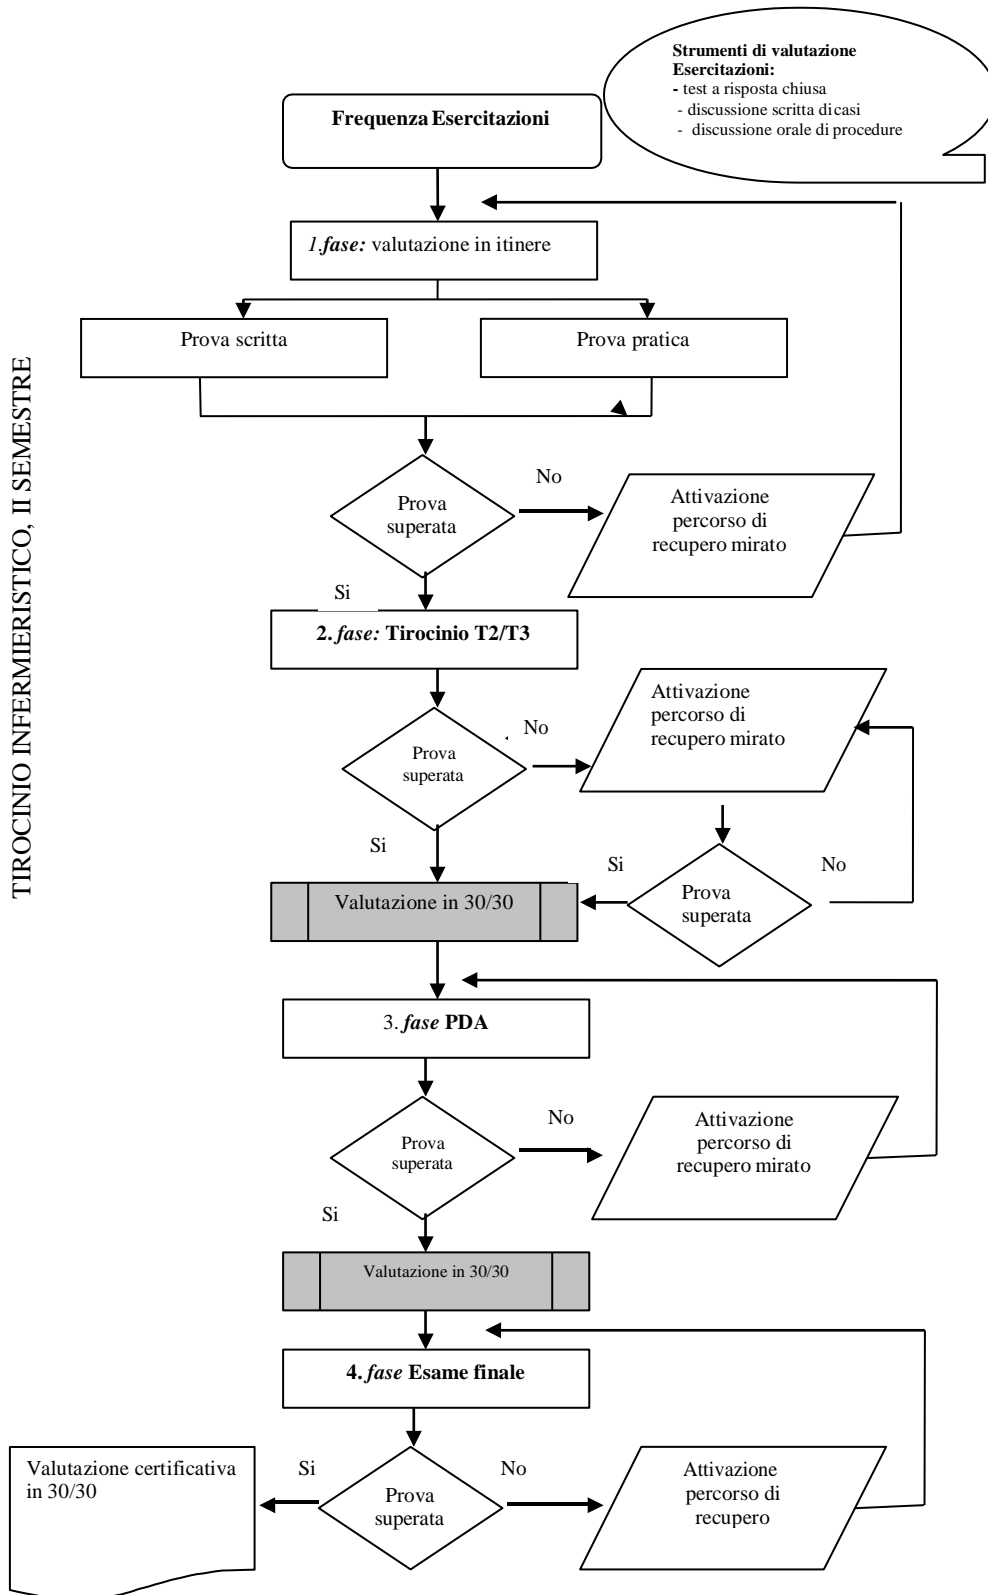 Strumenti di valutazione
Esercitazioni:
- test a risposta chiusa
- discussione scritta di casi
- discussione orale di procedure
Frequenza Esercitazioni
1.fase: valutazione in itinere
Prova scritta
Prova pratica
TIROCINIO INFERMIERISTICO, II SEMESTRE
Prova
superata
No
Attivazione
percorso di
recupero mirato
Si
2. fase: Tirocinio T2/T3
Prova
superata
No
Attivazione
percorso di
recupero mirato
Si
Si
Prova
superata
No
Valutazione in 30/30
3. fase PDA
Prova
superata
No
Attivazione
percorso di
recupero mirato
Si
Valutazione in 30/30
4. fase Esame finale
Valutazione certificativa
in 30/30
Si
Prova
superata
No
Attivazione
percorso di
recupero